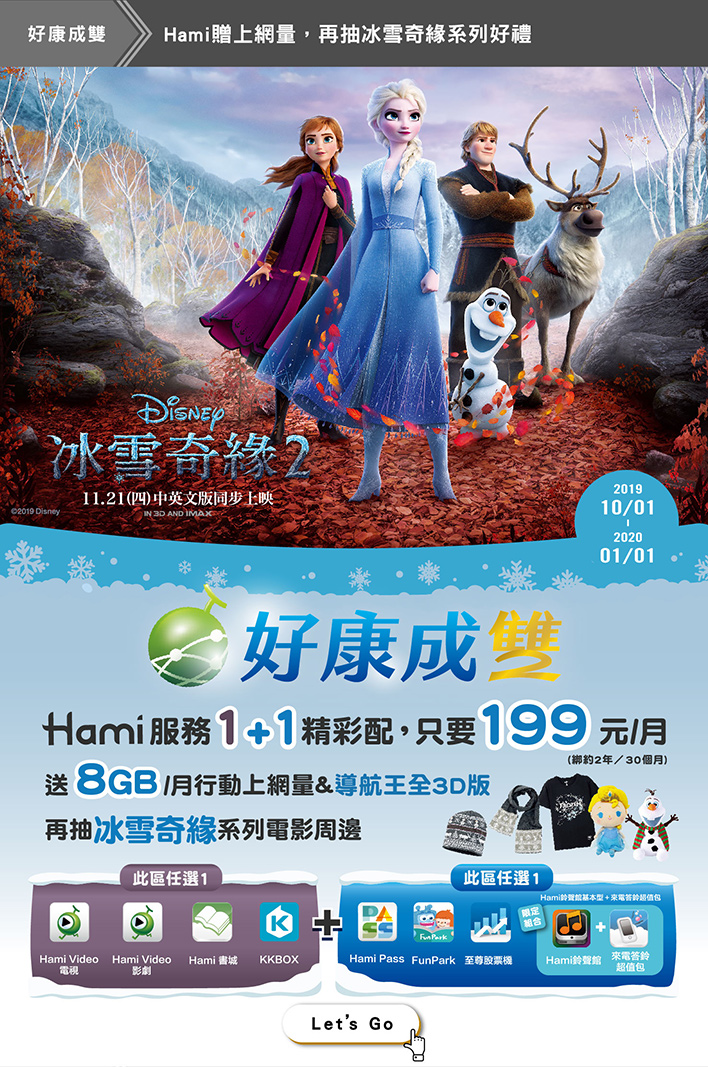 好康成雙
Hami贈上網量，再抽冰雪奇緣系列好禮
Disney
冰雪奇緣2
11.21(四)中英文版同步上映
IN 3D AND IMAX
©2019 Disney
2019
10/01
-
2020
01/01
好康成雙
Hami服務1+1精彩配，只要199元/月
(綁約2年／30個月)
送8GB/月行動上網量&導航王全3D版
再抽冰雪奇緣系列電影周邊
此區任選1
Hami Video
電視
Hami Video
影劇
Hami 書城
KKBOX
+
此區任選1
Hami鈴聲館基本型+來電答鈴超值包
PASS
Hami Pass
FunPark
FunPark
至尊股票機
限定
組合
Hami鈴聲館
+
來電答鈴
超值包
Let's Go